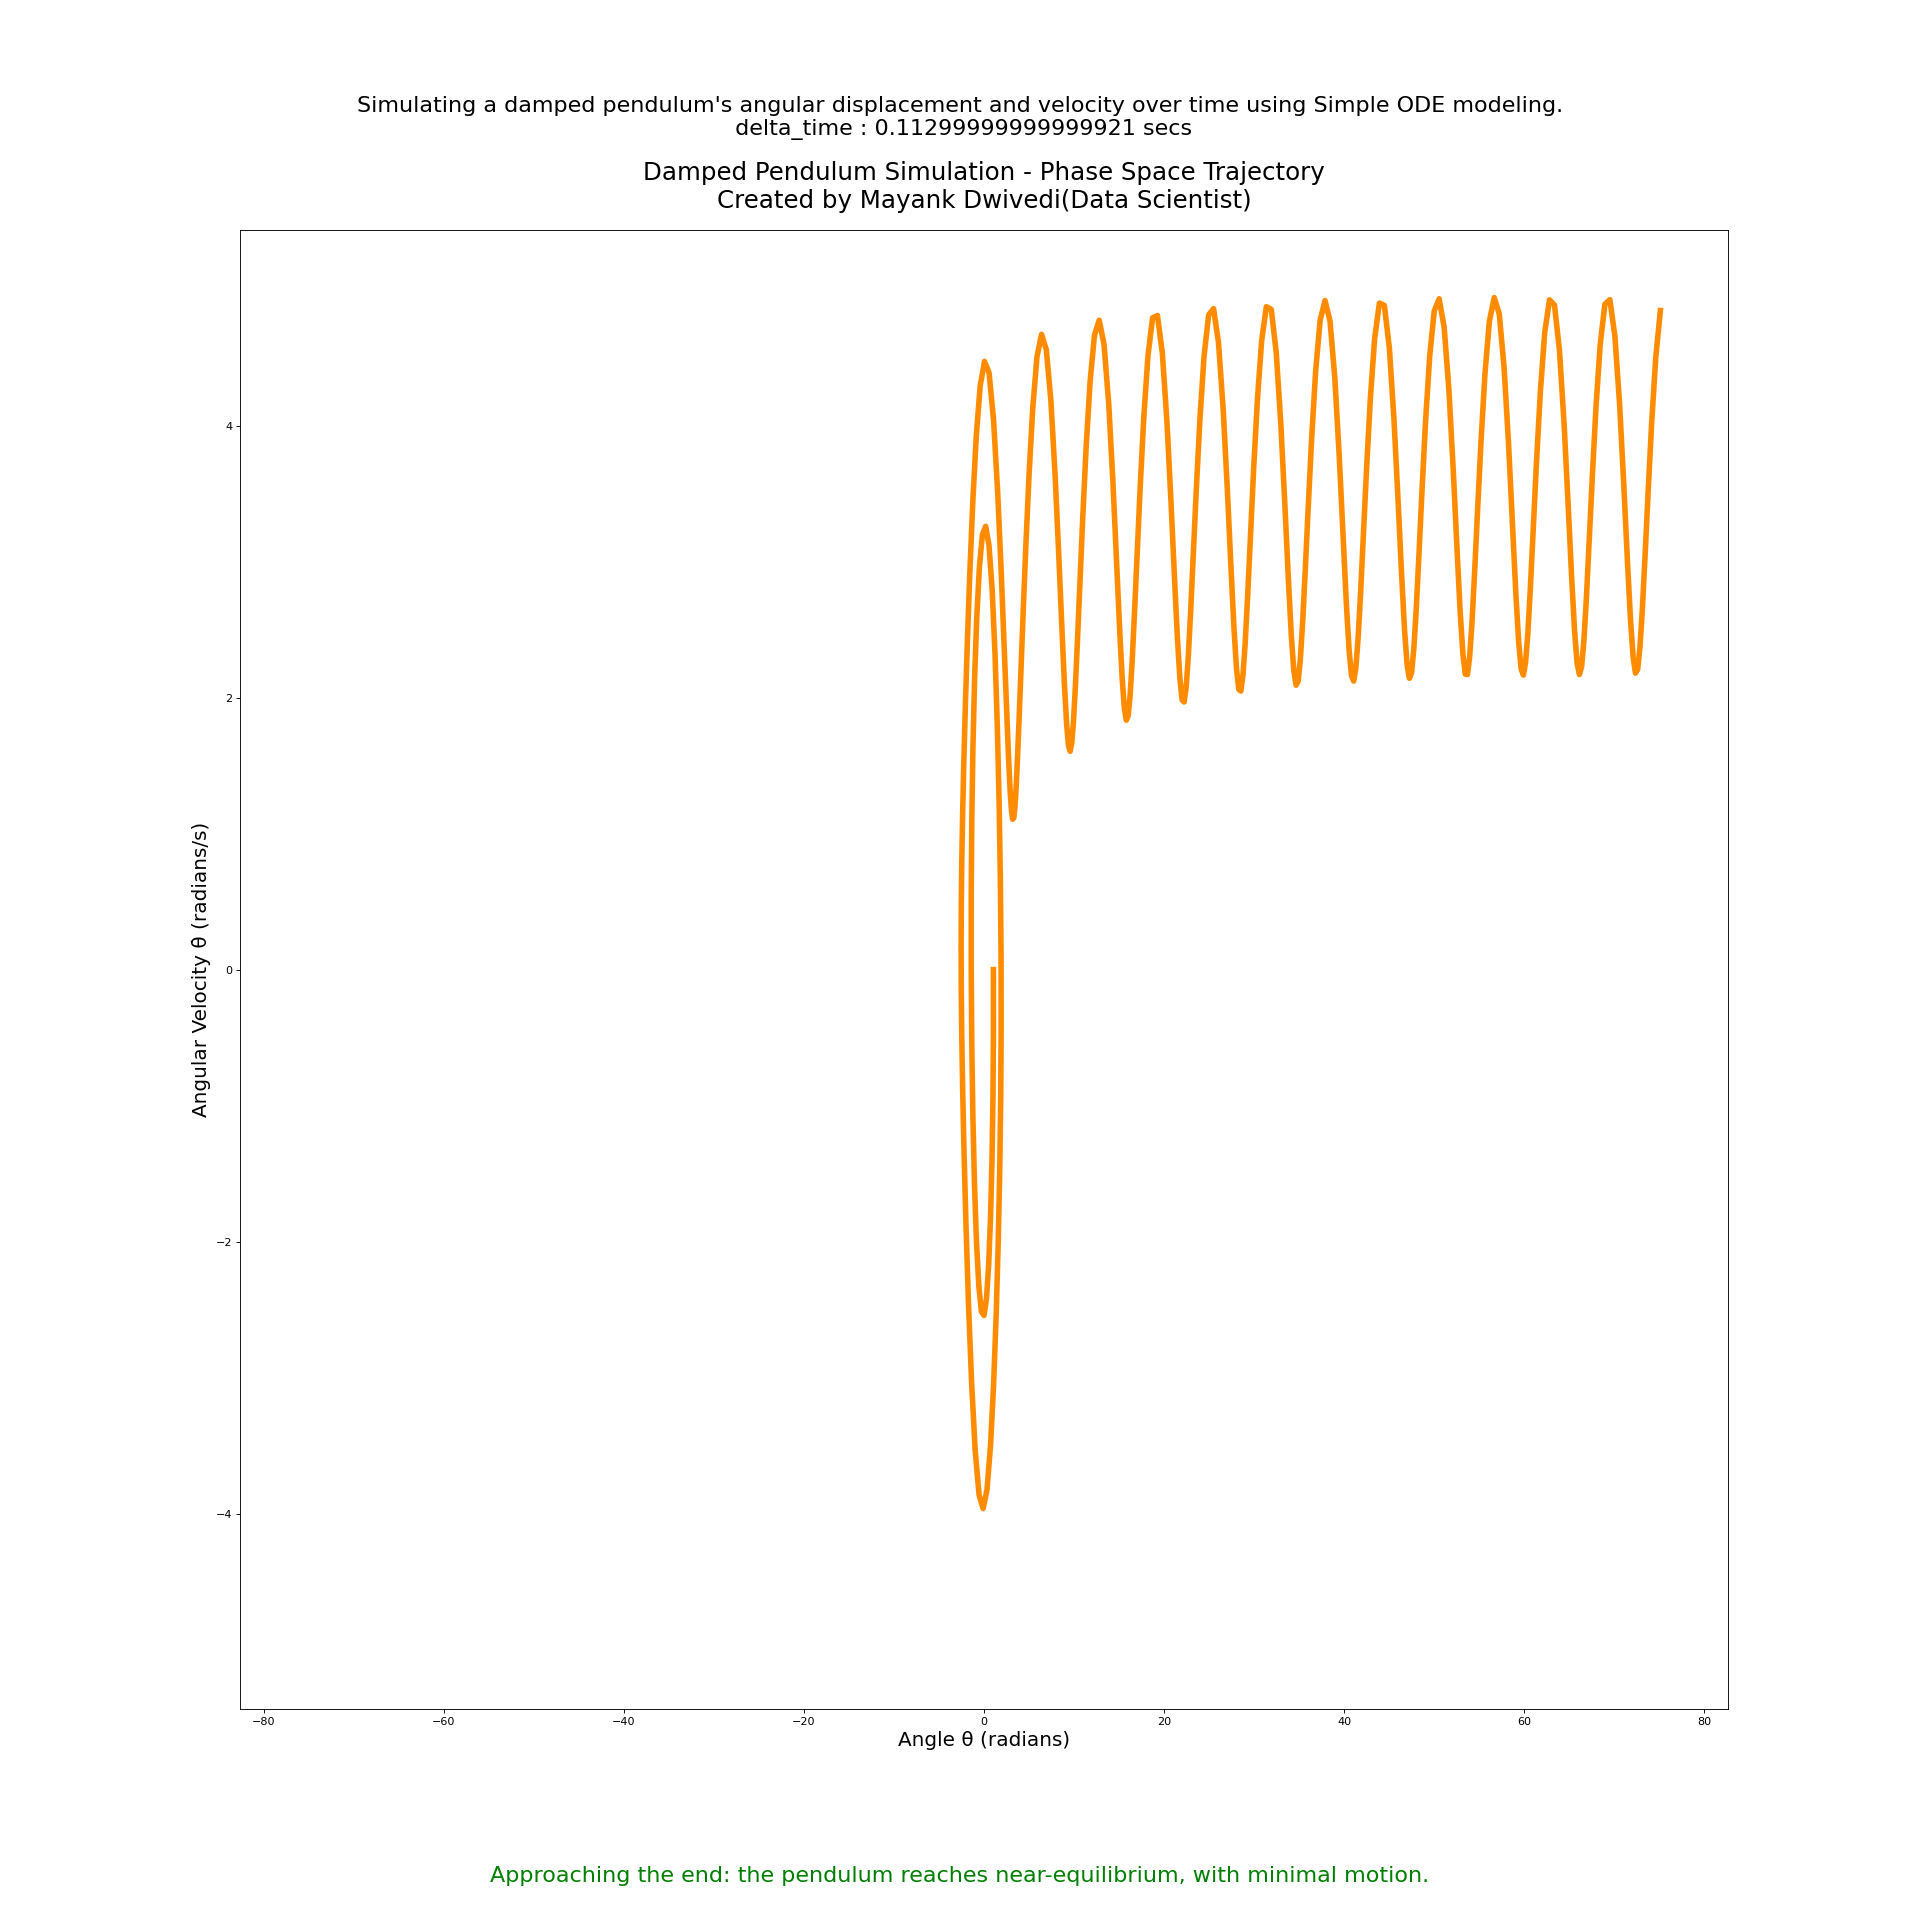 Simulating a damped pendulum's angular displacement and velocity over time using Simple ODE modeling.
delta_time : 0.11299999999999921 secs
Damped Pendulum Simulation - Phase Space Trajectory
Created by Mayank Dwivedi(Data Scientist)
Angular Velocity θ (radians/s)
4
2
0
−2
−4
−80
−60
−40
−20
0
20
40
60
80
Angle θ (radians)
Approaching the end: the pendulum reaches near-equilibrium, with minimal motion.